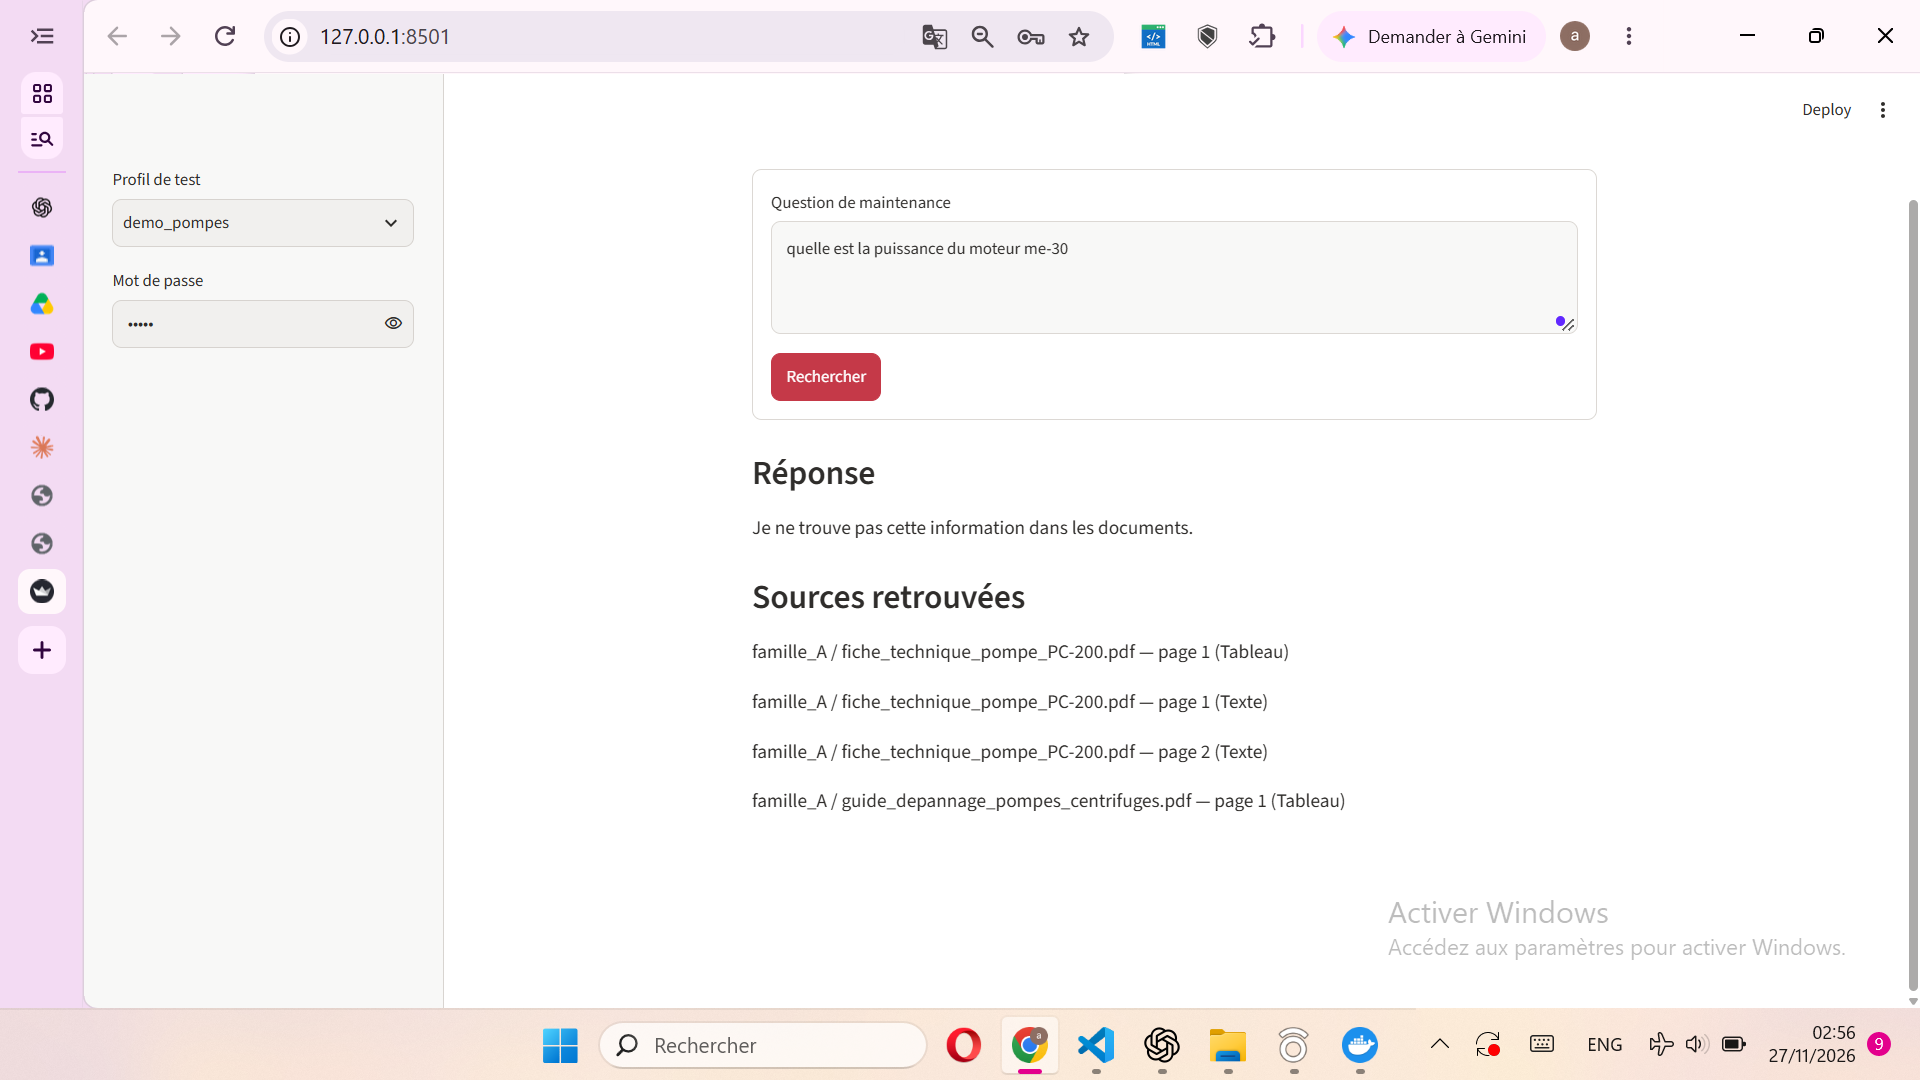 127.0.0.1:8501
Demander à Gemini
a
Deploy
Profil de test
demo_pompes
Mot de passe
•••••
Question de maintenance
quelle est la puissance du moteur me-30
Rechercher
Réponse
Je ne trouve pas cette information dans les documents.
Sources retrouvées
famille_A / fiche_technique_pompe_PC-200.pdf — page 1 (Tableau)
famille_A / fiche_technique_pompe_PC-200.pdf — page 1 (Texte)
famille_A / fiche_technique_pompe_PC-200.pdf — page 2 (Texte)
famille_A / guide_depannage_pompes_centrifuges.pdf — page 1 (Tableau)
Activer Windows
Accédez aux paramètres pour activer Windows.
Rechercher
ENG
02:56
27/11/2026
9